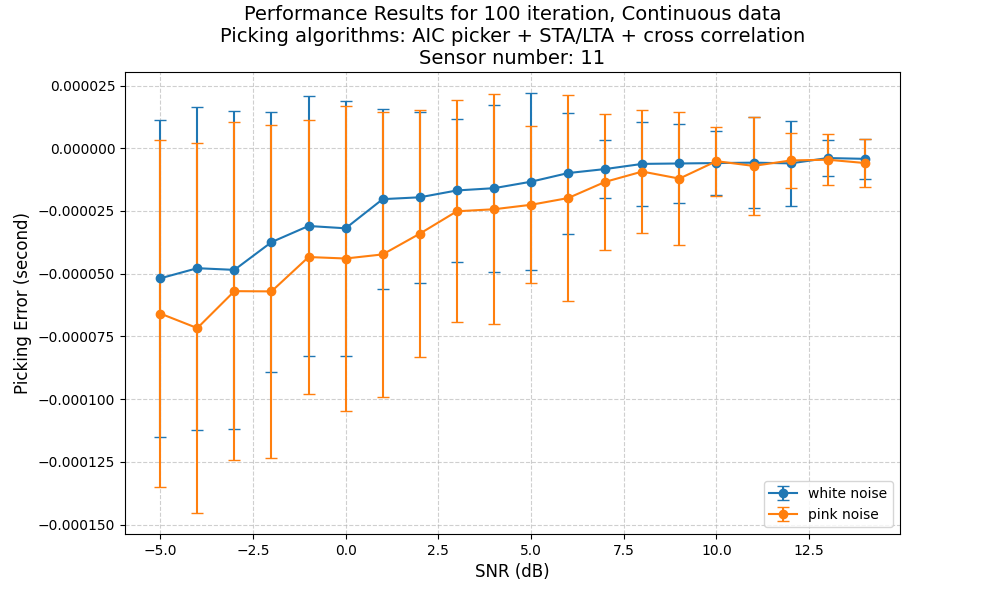 Performance Results for 100 iteration, Continuous data
Picking algorithms: AIC picker + STA/LTA + cross correlation
Sensor number: 11
Picking Error (second)
0.000025
0.000000
−0.000025
−0.000050
−0.000075
−0.000100
−0.000125
−0.000150
white noise
pink noise
−5.0 −2.5 0.0 2.5 5.0 7.5 10.0 12.5
SNR (dB)